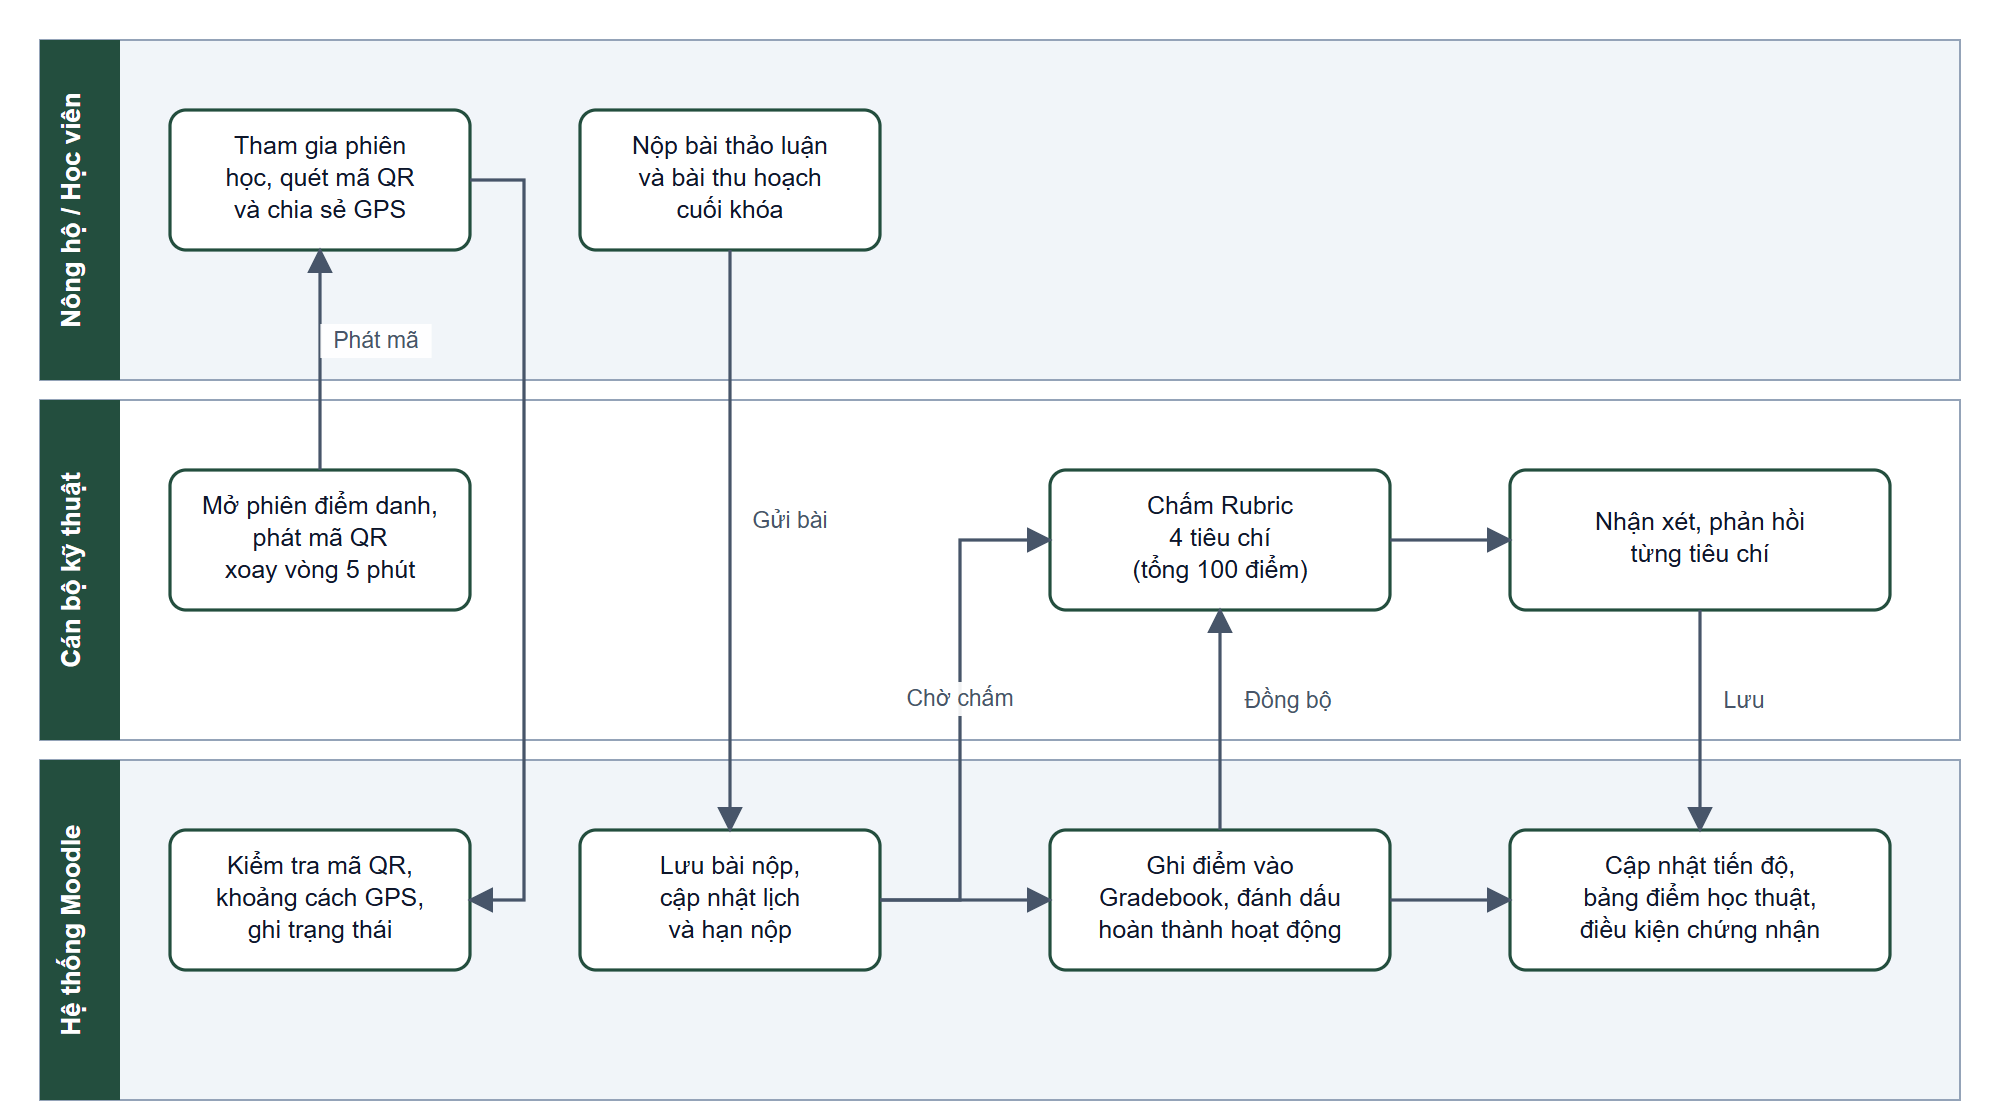 Nông hộ / Học viên
Tham gia phiên
học, quét mã QR
và chia sẻ GPS
Nộp bài thảo luận
và bài thu hoạch
cuối khóa
Phát mã
Cán bộ kỹ thuật
Mở phiên điểm danh,
phát mã QR
xoay vòng 5 phút
Gửi bài
Chấm Rubric
4 tiêu chí
(tổng 100 điểm)
Nhận xét, phản hồi
từng tiêu chí
Chờ chấm
Đồng bộ
Lưu
Hệ thống Moodle
Kiểm tra mã QR,
khoảng cách GPS,
ghi trạng thái
Lưu bài nộp,
cập nhật lịch
và hạn nộp
Ghi điểm vào
Gradebook, đánh dấu
hoàn thành hoạt động
Cập nhật tiến độ,
bảng điểm học thuật,
điều kiện chứng nhận